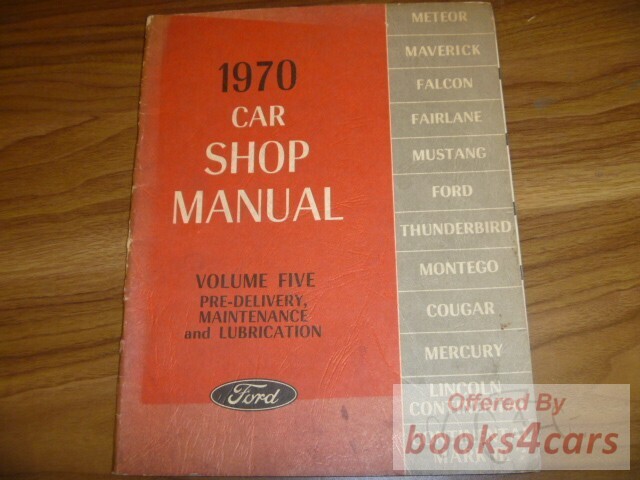 1970
CAR
SHOP
MANUAL
VOLUME FIVE
PRE-DELIVERY,
MAINTENANCE
and LUBRICATION
Ford
METEOR
MAVERICK
FALCON
FAIRLANE
MUSTANG
FORD
THUNDERBIRD
MONTEGO
COUGAR
MERCURY
LINCOLN
MARK
Offered By
books4cars